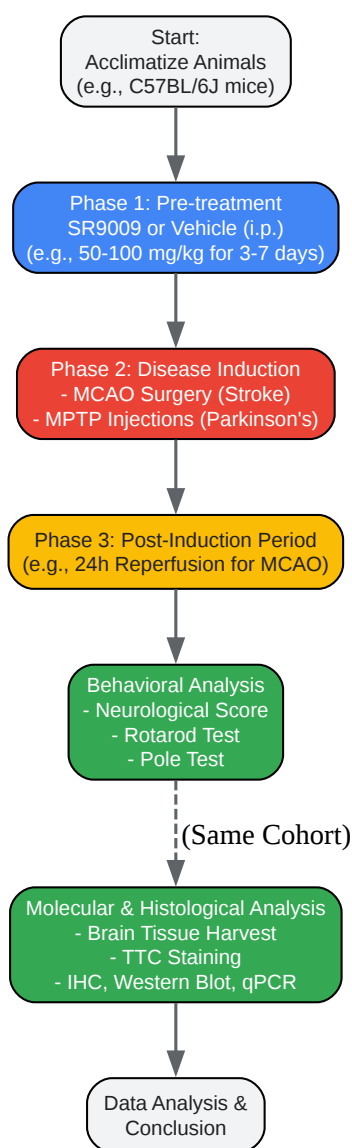 Start:
Acclimatize Animals
(e.g., C57BL/6J mice)
Phase 1: Pre-treatment
SR9009 or Vehicle (i.p.)
(e.g., 50-100 mg/kg for 3-7 days)
Phase 2: Disease Induction
- MCAO Surgery (Stroke)
- MPTP Injections (Parkinson's)
Phase 3: Post-Induction Period
(e.g., 24h Reperfusion for MCAO)
Behavioral Analysis
- Neurological Score
- Rotarod Test
- Pole Test
(Same Cohort)
Molecular & Histological Analysis
- Brain Tissue Harvest
- TTC Staining
- IHC, Western Blot, qPCR
Data Analysis &
Conclusion